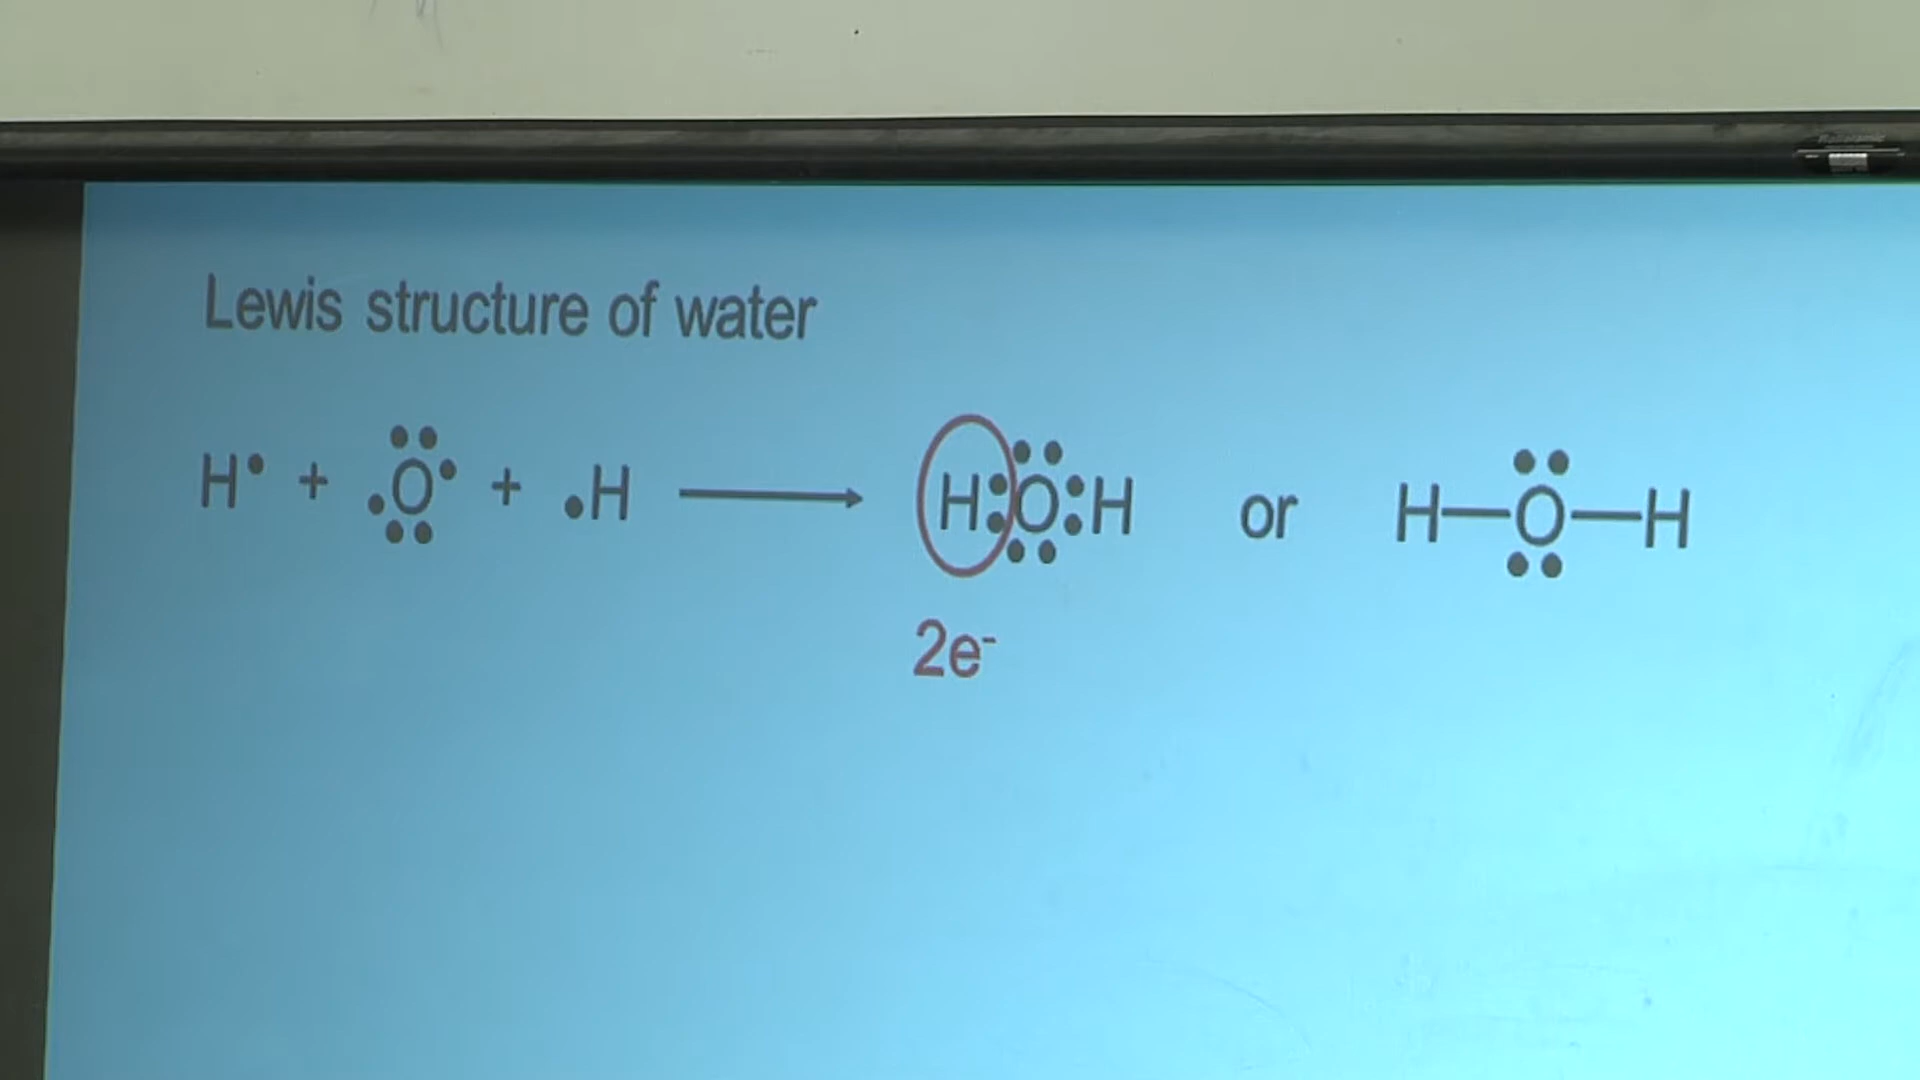 Lewis structure of water
H• + •O• + •H ⟶ H:O:H or H—O—H
2e⁻